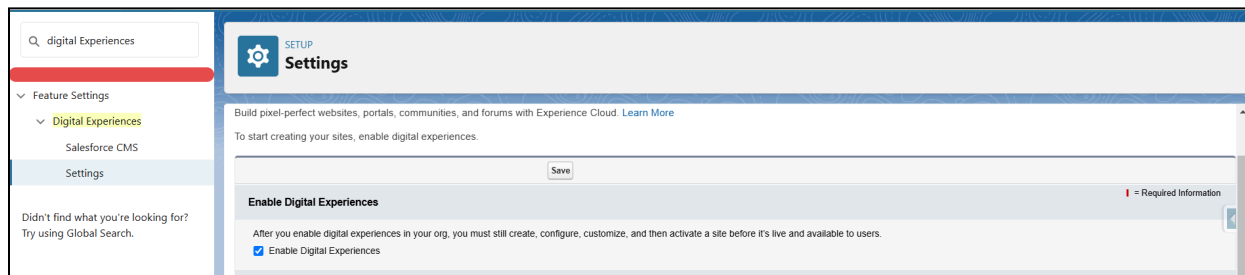 digital Experiences
Feature Settings
Digital Experiences
Salesforce CMS
Settings
Didn't find what you're looking for?
Try using Global Search.
SETUP
Settings
Build pixel-perfect websites, portals, communities, and forums with Experience Cloud. Learn More
To start creating your sites, enable digital experiences.
Save
Enable Digital Experiences
= Required Information
After you enable digital experiences in your org, you must still create, configure, customize, and then activate a site before it's live and available to users.
Enable Digital Experiences